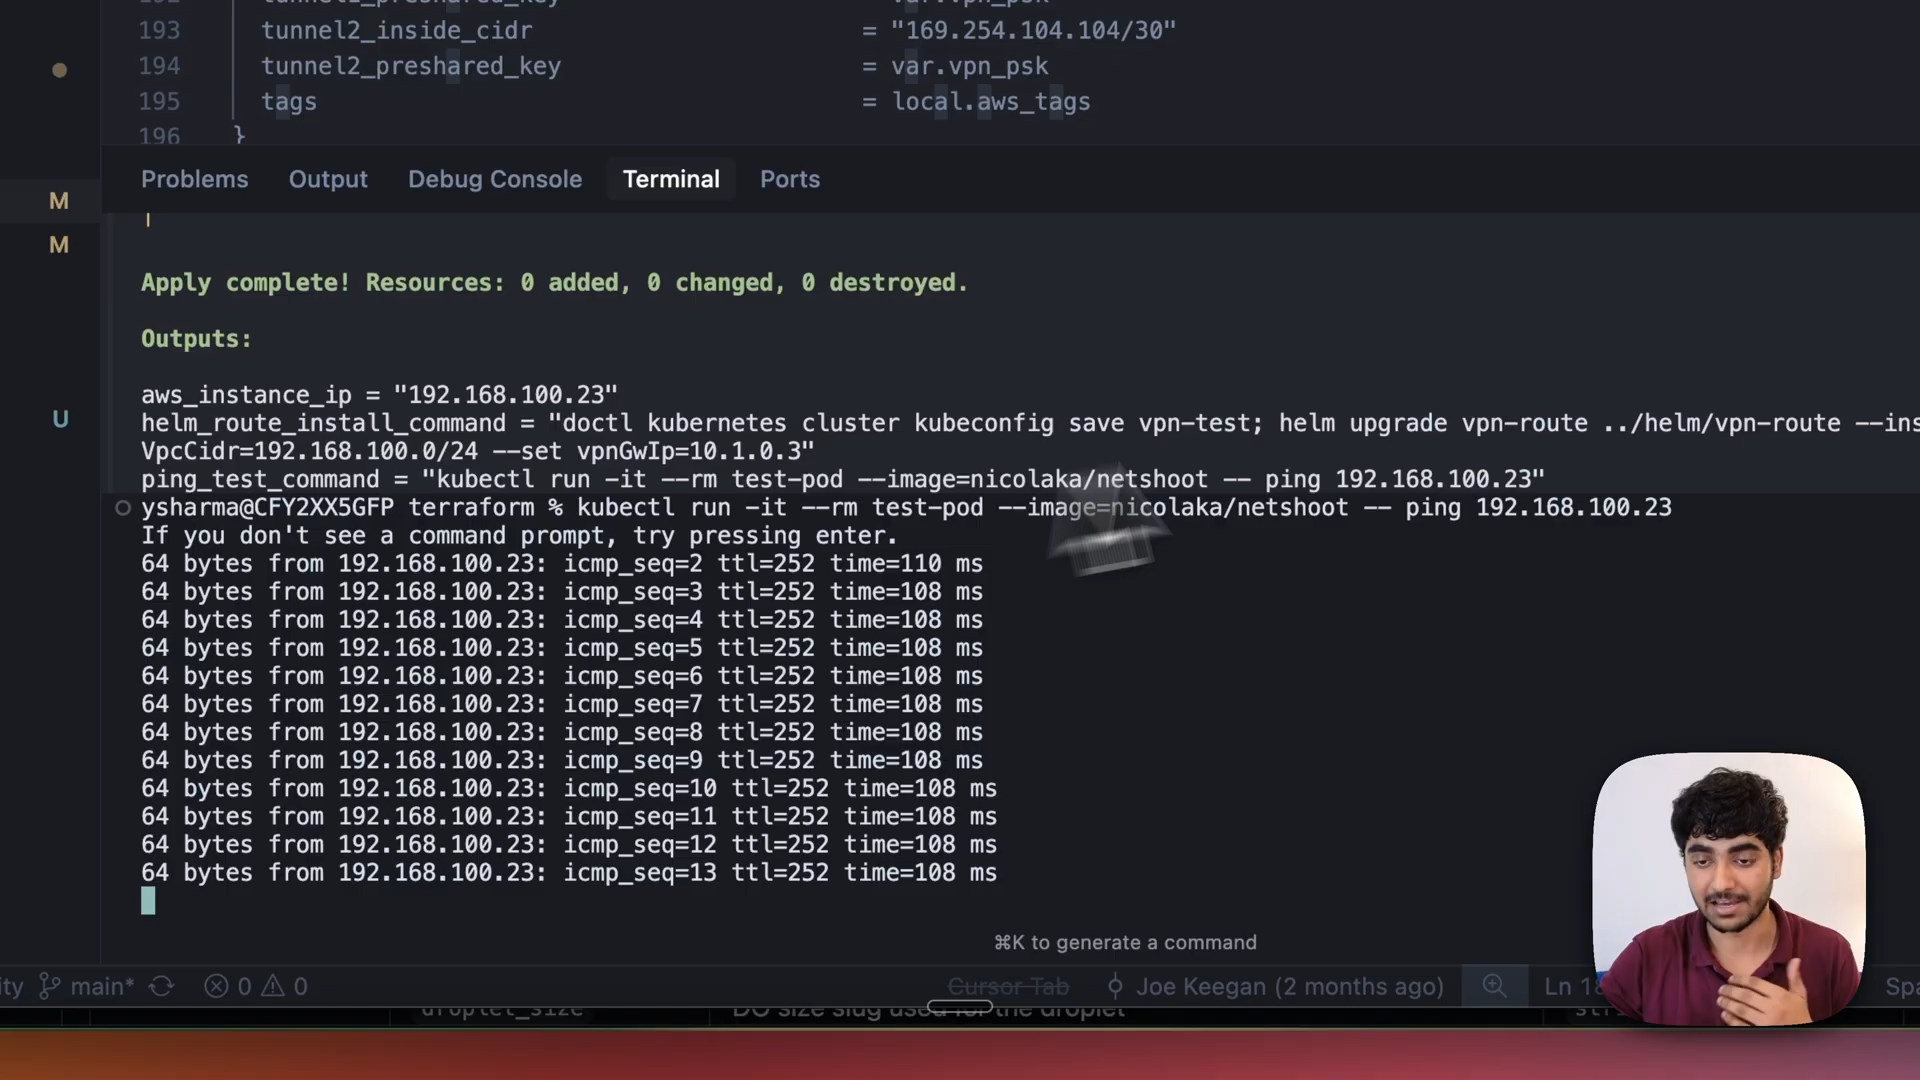 193 tunnel2_inside_cidr = "169.254.104.104/30"
194 tunnel2_preshared_key = var.vpn_psk
195 tags = local.aws_tags
196 }
M
M
U
Problems Output Debug Console Terminal Ports
Apply complete! Resources: 0 added, 0 changed, 0 destroyed.
Outputs:
aws_instance_ip = "192.168.100.23"
helm_route_install_command = "doctl kubernetes cluster kubeconfig save vpn-test; helm upgrade vpn-route ../helm/vpn-route --ins
VpcCidr=192.168.100.0/24 --set vpnGwIp=10.1.0.3"
ping_test_command = "kubectl run -it --rm test-pod --image=nicolaka/netshoot -- ping 192.168.100.23"
ysharma@CFY2XX5GFP terraform % kubectl run -it --rm test-pod --image=nicolaka/netshoot -- ping 192.168.100.23
If you don't see a command prompt, try pressing enter.
64 bytes from 192.168.100.23: icmp_seq=2 ttl=252 time=110 ms
64 bytes from 192.168.100.23: icmp_seq=3 ttl=252 time=108 ms
64 bytes from 192.168.100.23: icmp_seq=4 ttl=252 time=108 ms
64 bytes from 192.168.100.23: icmp_seq=5 ttl=252 time=108 ms
64 bytes from 192.168.100.23: icmp_seq=6 ttl=252 time=108 ms
64 bytes from 192.168.100.23: icmp_seq=7 ttl=252 time=108 ms
64 bytes from 192.168.100.23: icmp_seq=8 ttl=252 time=108 ms
64 bytes from 192.168.100.23: icmp_seq=9 ttl=252 time=108 ms
64 bytes from 192.168.100.23: icmp_seq=10 ttl=252 time=108 ms
64 bytes from 192.168.100.23: icmp_seq=11 ttl=252 time=108 ms
64 bytes from 192.168.100.23: icmp_seq=12 ttl=252 time=108 ms
64 bytes from 192.168.100.23: icmp_seq=13 ttl=252 time=108 ms
⌘K to generate a command
ity main* 0 0 Cursor Tab Joe Keegan (2 months ago) Ln 18 Spa
droplet_size DO size slug used for the droplet